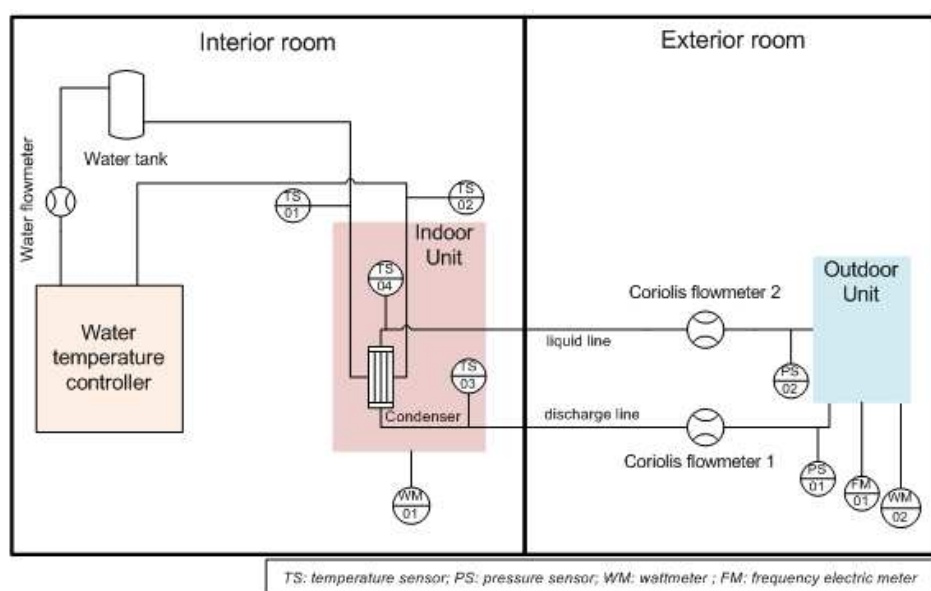 Interior room
Exterior room
Water flowmeter
Water tank
TS
01
TS
02
Indoor
Unit
TS
04
Outdoor
Unit
Coriolis flowmeter 2
Water
temperature
controller
liquid line
TS
03
PS
02
Condenser
discharge line
Coriolis flowmeter 1
PS
01
FM
01
WM
02
WM
01
TS: temperature sensor; PS: pressure sensor; WM: wattmeter ; FM: frequency electric meter